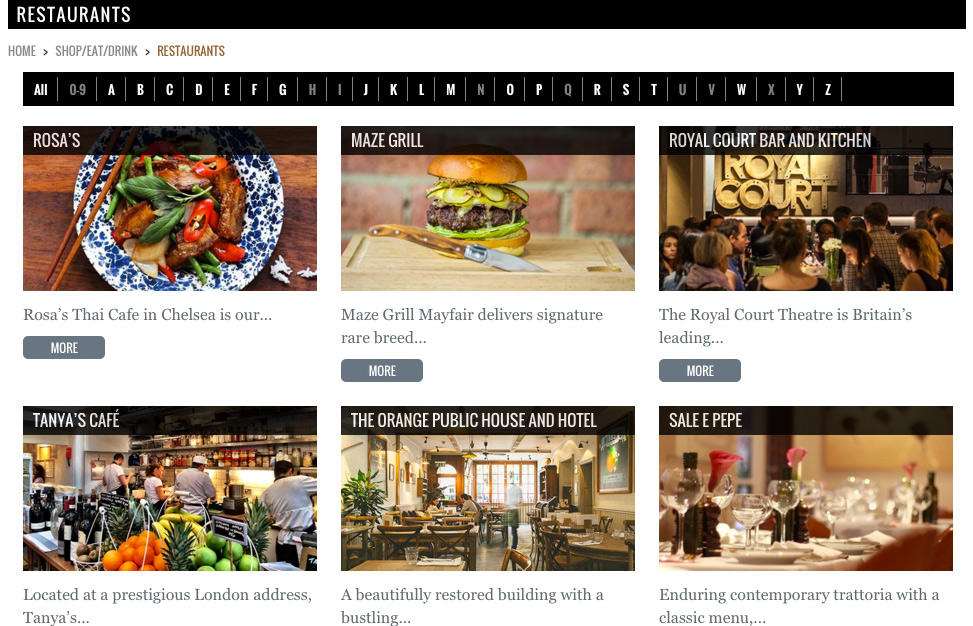 RESTAURANTS
HOME > SHOP/EAT/DRINK > RESTAURANTS
All 0-9 A B C D E F G H I J K L M N O P Q R S T U V W X Y Z
ROSA'S
MAZE GRILL
ROYAL COURT BAR AND KITCHEN
ROYAL
COURT
Rosa's Thai Cafe in Chelsea is our...
Maze Grill Mayfair delivers signature
rare breed...
The Royal Court Theatre is Britain's
leading...
MORE
MORE
MORE
TANYA'S CAFÉ
THE ORANGE PUBLIC HOUSE AND HOTEL
SALE E PEPE
Located at a prestigious London address,
Tanya's...
A beautifully restored building with a
bustling...
Enduring contemporary trattoria with a
classic menu,...